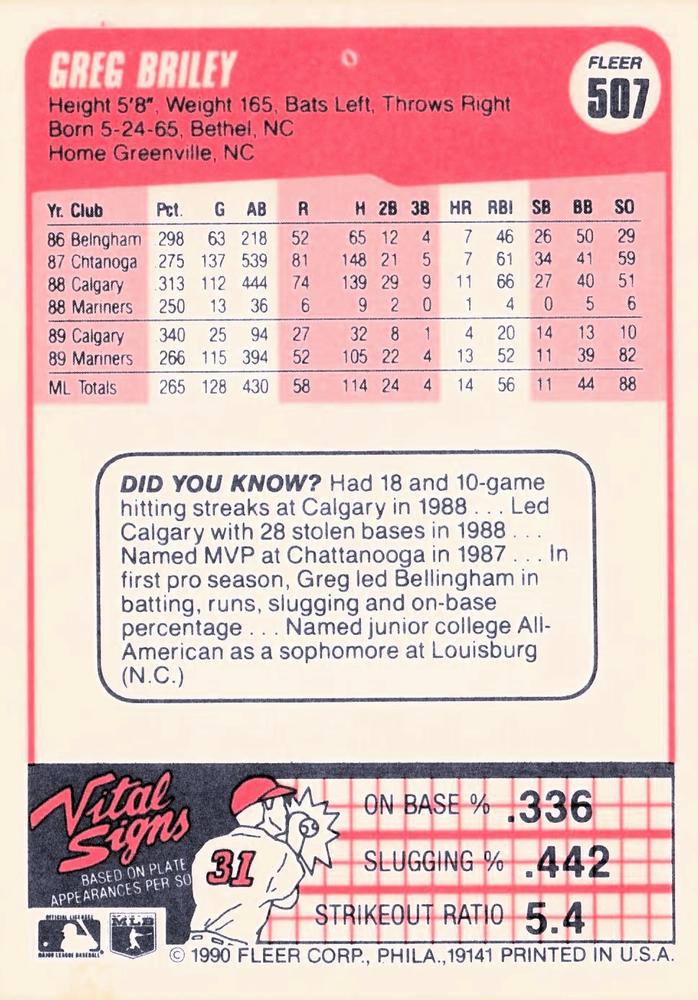 GREG BRILEY
FLEER
507
Height 5'8", Weight 165, Bats Left, Throws Right
Born 5-24-65, Bethel, NC
Home Greenville, NC
Yr. Club Pct. G AB R H 2B 3B HR RBI SB BB SO
86 Belngham .298 63 218 52 65 12 4 7 46 26 50 29
87 Chtanoga .275 137 539 81 148 21 5 7 61 34 41 59
88 Calgary .313 112 444 74 139 29 9 11 66 27 40 51
88 Mariners .250 13 36 6 9 2 0 1 4 0 5 6
89 Calgary .340 25 94 27 32 8 1 4 20 14 13 10
89 Mariners .266 115 394 52 105 22 4 13 52 11 39 82
ML Totals .265 128 430 58 114 24 4 14 56 11 44 88
DID YOU KNOW? Had 18 and 10-game
hitting streaks at Calgary in 1988 . . . Led
Calgary with 28 stolen bases in 1988 . . .
Named MVP at Chattanooga in 1987 . . . In
first pro season, Greg led Bellingham in
batting, runs, slugging and on-base
percentage . . . Named junior college All-
American as a sophomore at Louisburg
(N.C.)
Vital
Signs
BASED ON PLATE
APPEARANCES PER SO
31
ON BASE % .336
SLUGGING % .442
STRIKEOUT RATIO 5.4
MAJOR LEAGUE BASEBALL
© 1990 FLEER CORP., PHILA., 19141 PRINTED IN U.S.A.